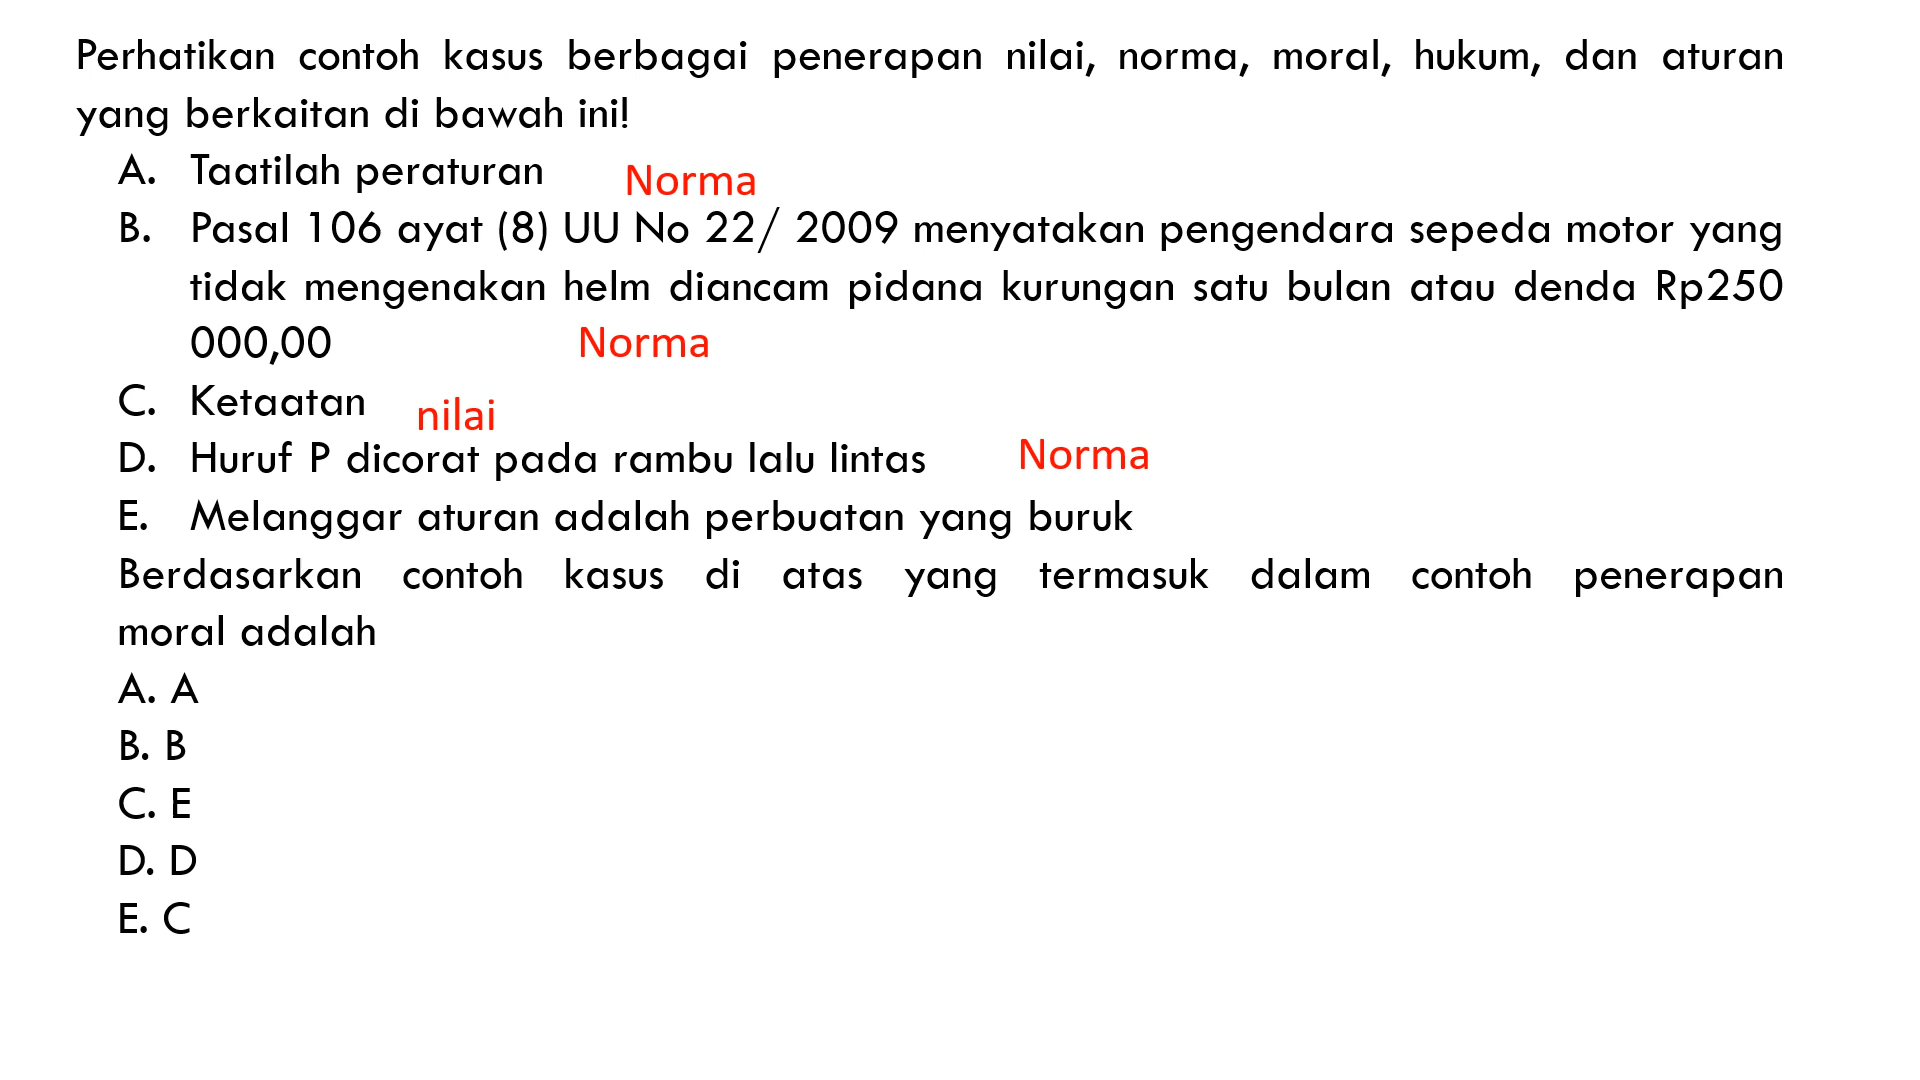 Perhatikan contoh kasus berbagai penerapan nilai, norma, moral, hukum, dan aturan
yang berkaitan di bawah ini!
A. Taatilah peraturan Norma
B. Pasal 106 ayat (8) UU No 22/ 2009 menyatakan pengendara sepeda motor yang
tidak mengenakan helm diancam pidana kurungan satu bulan atau denda Rp250
000,00 Norma
C. Ketaatan nilai
D. Huruf P dicorat pada rambu lalu lintas Norma
E. Melanggar aturan adalah perbuatan yang buruk
Berdasarkan contoh kasus di atas yang termasuk dalam contoh penerapan
moral adalah
A. A
B. B
C. E
D. D
E. C